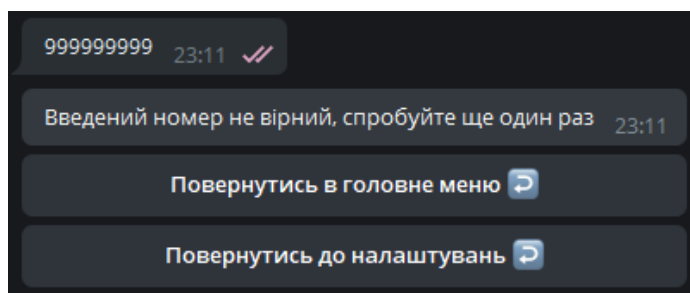 999999999 23:11
Введений номер не вірний, спробуйте ще один раз 23:11
Повернутись в головне меню
Повернутись до налаштувань